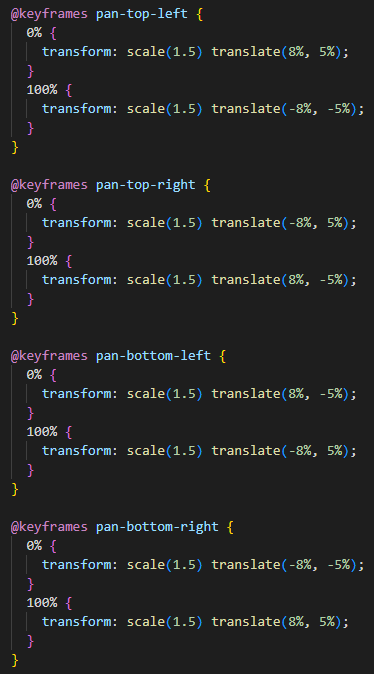 @keyframes pan-top-left {
  0% {
    transform: scale(1.5) translate(8%, 5%);
  }
  100% {
    transform: scale(1.5) translate(-8%, -5%);
  }
}

@keyframes pan-top-right {
  0% {
    transform: scale(1.5) translate(-8%, 5%);
  }
  100% {
    transform: scale(1.5) translate(8%, -5%);
  }
}

@keyframes pan-bottom-left {
  0% {
    transform: scale(1.5) translate(8%, -5%);
  }
  100% {
    transform: scale(1.5) translate(-8%, 5%);
  }
}

@keyframes pan-bottom-right {
  0% {
    transform: scale(1.5) translate(-8%, -5%);
  }
  100% {
    transform: scale(1.5) translate(8%, 5%);
  }
}